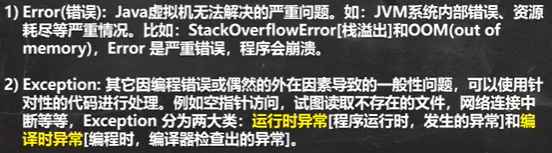 1) Error(错误)：Java虚拟机无法解决的严重问题。如：JVM系统内部错误、资源
耗尽等严重情况。比如：StackOverflowError[栈溢出]和OOM(out of
memory)，Error 是严重错误，程序会崩溃。
2) Exception: 其它因编程错误或偶然的外在因素导致的一般性问题，可以使用针
对性的代码进行处理。例如空指针访问，试图读取不存在的文件，网络连接中
断等等，Exception 分为两大类：运行时异常[程序运行时，发生的异常]和编
译时异常[编程时，编译器检查出的异常]。